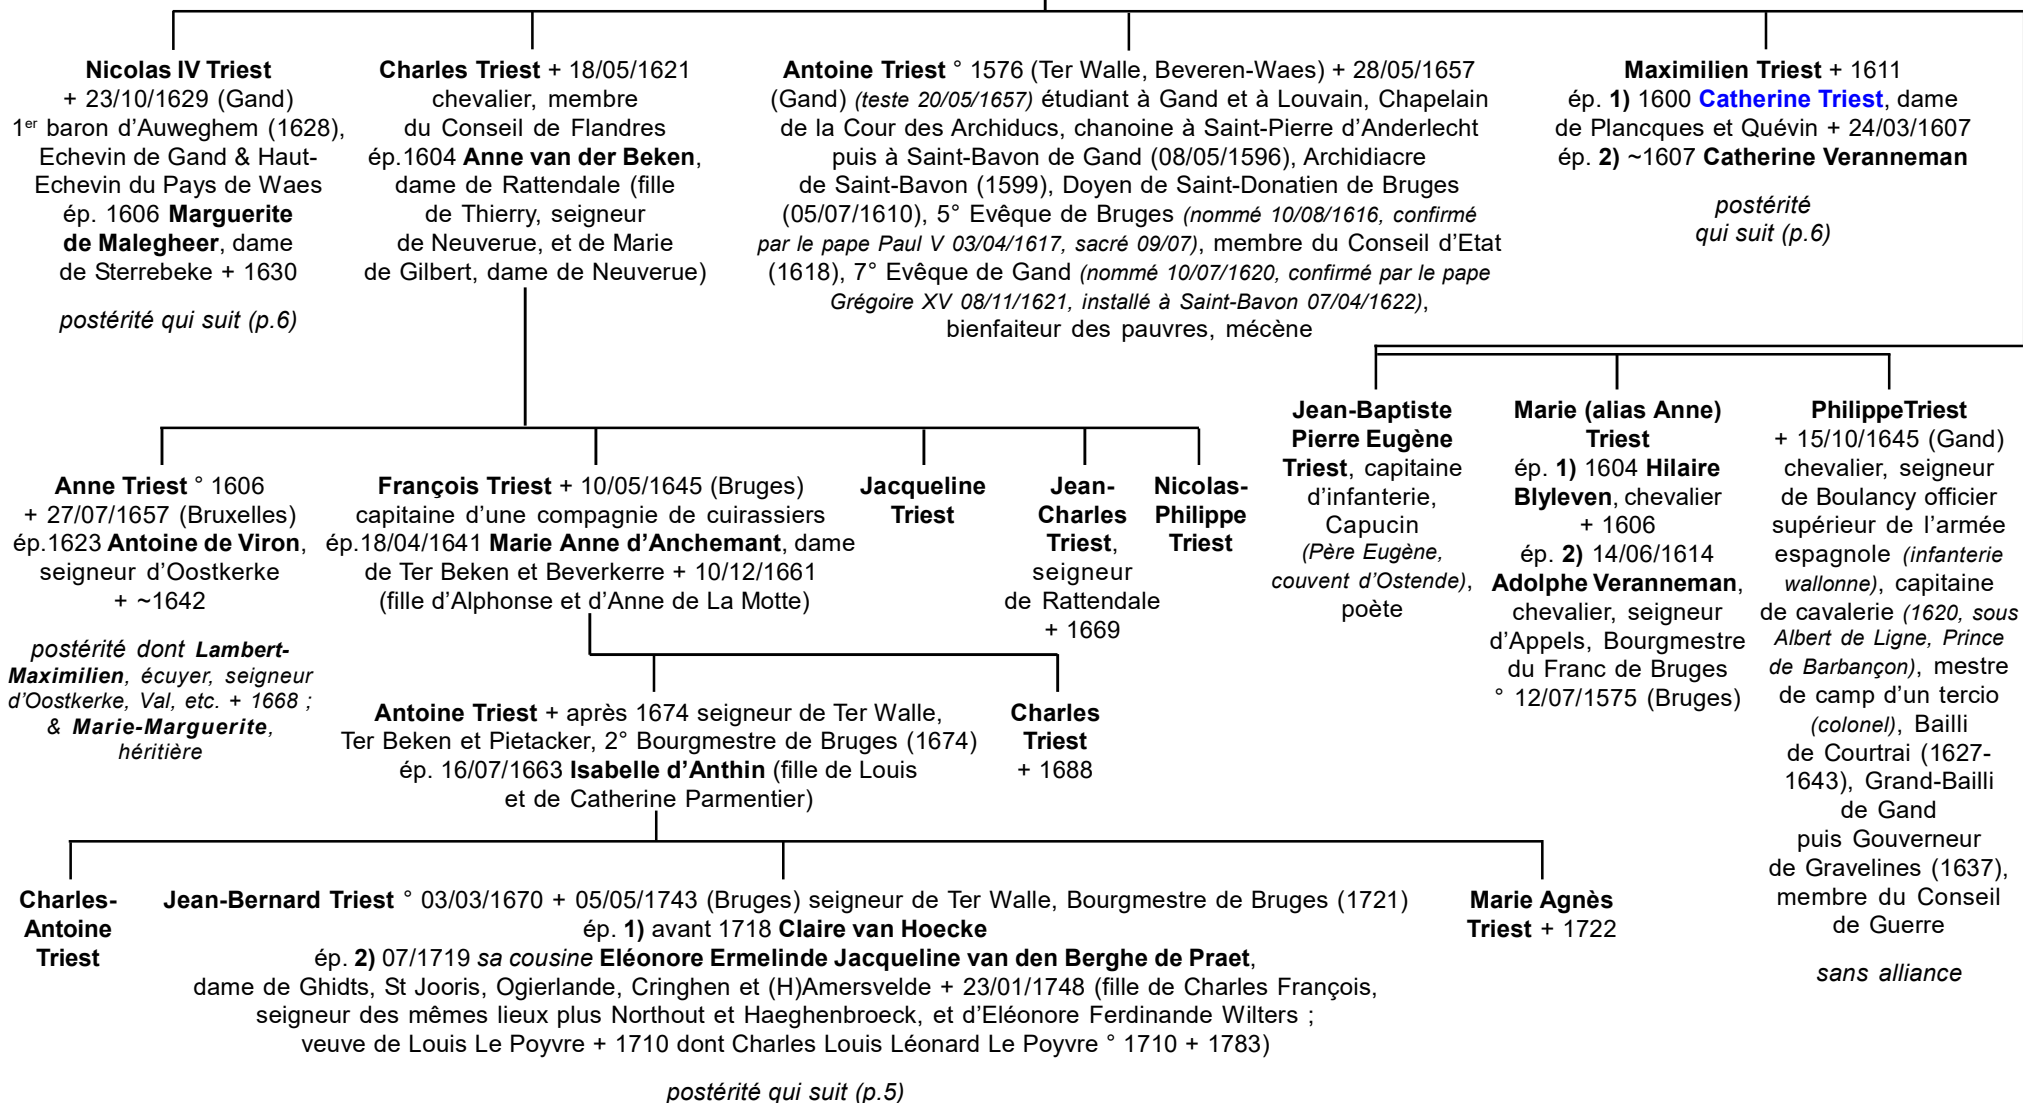 Nicolas IV Triest
+ 23/10/1629 (Gand)
1er baron d'Auweghem (1628),
Echevin de Gand & Haut-
Echevin du Pays de Waes
ép. 1606 Marguerite
de Malegheer, dame
de Sterrebeke + 1630
postérité qui suit (p.6)
Charles Triest + 18/05/1621
chevalier, membre
du Conseil de Flandres
ép.1604 Anne van der Beken,
dame de Rattendale (fille
de Thierry, seigneur
de Neuverue, et de Marie
de Gilbert, dame de Neuverue)
Antoine Triest ° 1576 (Ter Walle, Beveren-Waes) + 28/05/1657
(Gand) (teste 20/05/1657) étudiant à Gand et à Louvain, Chapelain
de la Cour des Archiducs, chanoine à Saint-Pierre d'Anderlecht
puis à Saint-Bavon de Gand (08/05/1596), Archidiacre
de Saint-Bavon (1599), Doyen de Saint-Donatien de Bruges
(05/07/1610), 5° Evêque de Bruges (nommé 10/08/1616, confirmé
par le pape Paul V 03/04/1617, sacré 09/07), membre du Conseil d'Etat
(1618), 7° Evêque de Gand (nommé 10/07/1620, confirmé par le pape
Grégoire XV 08/11/1621, installé à Saint-Bavon 07/04/1622),
bienfaiteur des pauvres, mécène
Maximilien Triest + 1611
ép. 1) 1600 Catherine Triest, dame
de Plancques et Quévin + 24/03/1607
ép. 2) ~1607 Catherine Veranneman
postérité
qui suit (p.6)
Jean-Baptiste
Pierre Eugène
Triest, capitaine
d'infanterie,
Capucin
(Père Eugène,
couvent d'Ostende),
poète
Marie (alias Anne)
Triest
ép. 1) 1604 Hilaire
Blyleven, chevalier
+ 1606
ép. 2) 14/06/1614
Adolphe Veranneman,
chevalier, seigneur
d'Appels, Bourgmestre
du Franc de Bruges
° 12/07/1575 (Bruges)
PhilippeTriest
+ 15/10/1645 (Gand)
chevalier, seigneur
de Boulancy officier
supérieur de l'armée
espagnole (infanterie
wallonne), capitaine
de cavalerie (1620, sous
Albert de Ligne, Prince
de Barbançon), mestre
de camp d'un tercio
(colonel), Bailli
de Courtrai (1627-
1643), Grand-Bailli
de Gand
puis Gouverneur
de Gravelines (1637),
membre du Conseil
de Guerre
sans alliance
Anne Triest ° 1606
+ 27/07/1657 (Bruxelles)
ép.1623 Antoine de Viron,
seigneur d'Oostkerke
+ ~1642
postérité dont Lambert-
Maximilien, écuyer, seigneur
d'Oostkerke, Val, etc. + 1668 ;
& Marie-Marguerite,
héritière
François Triest + 10/05/1645 (Bruges)
capitaine d'une compagnie de cuirassiers
ép.18/04/1641 Marie Anne d'Anchemant, dame
de Ter Beken et Beverkerre + 10/12/1661
(fille d'Alphonse et d'Anne de La Motte)
Jacqueline
Triest
Jean-
Charles
Triest,
seigneur
de Rattendale
+ 1669
Nicolas-
Philippe
Triest
Antoine Triest + après 1674 seigneur de Ter Walle,
Ter Beken et Pietacker, 2° Bourgmestre de Bruges (1674)
ép. 16/07/1663 Isabelle d'Anthin (fille de Louis
et de Catherine Parmentier)
Charles
Triest
+ 1688
Charles-
Antoine
Triest
Jean-Bernard Triest ° 03/03/1670 + 05/05/1743 (Bruges) seigneur de Ter Walle, Bourgmestre de Bruges (1721)
ép. 1) avant 1718 Claire van Hoecke
ép. 2) 07/1719 sa cousine Eléonore Ermelinde Jacqueline van den Berghe de Praet,
dame de Ghidts, St Jooris, Ogierlande, Cringhen et (H)Amersvelde + 23/01/1748 (fille de Charles François,
seigneur des mêmes lieux plus Northout et Haeghenbroeck, et d'Eléonore Ferdinande Wilters ;
veuve de Louis Le Poyvre + 1710 dont Charles Louis Léonard Le Poyvre ° 1710 + 1783)
postérité qui suit (p.5)
Marie Agnès
Triest + 1722